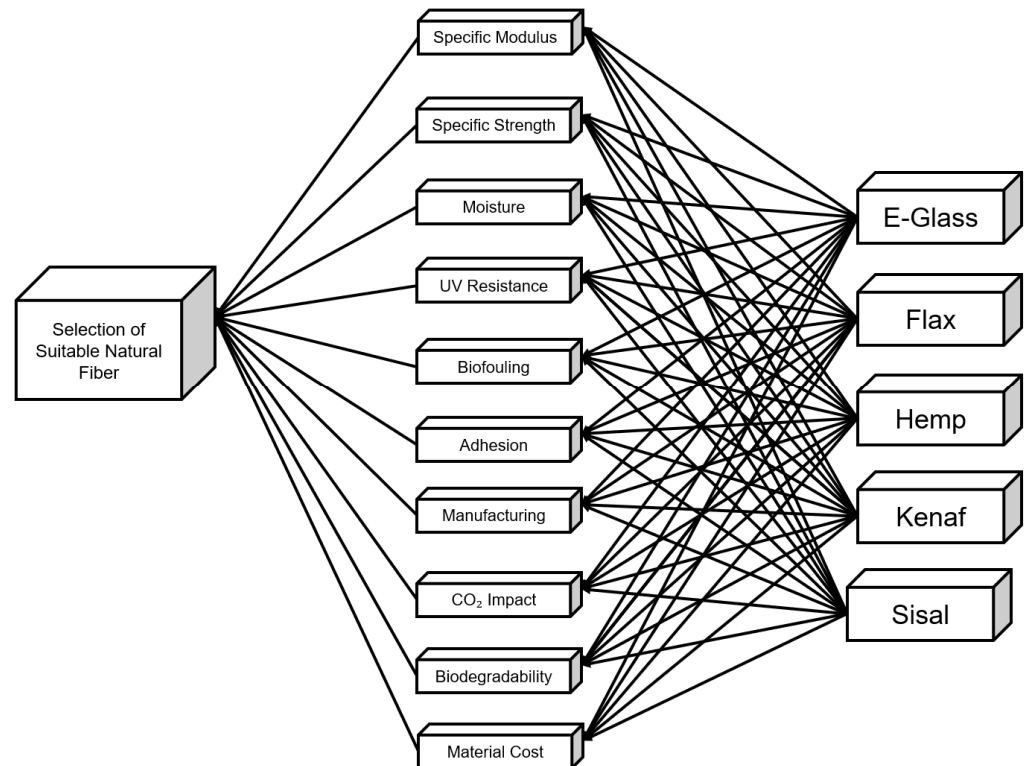 Selection of
Suitable Natural
Fiber
Specific Modulus
Specific Strength
Moisture
UV Resistance
Biofouling
Adhesion
Manufacturing
CO₂ Impact
Biodegradability
Material Cost
E-Glass
Flax
Hemp
Kenaf
Sisal